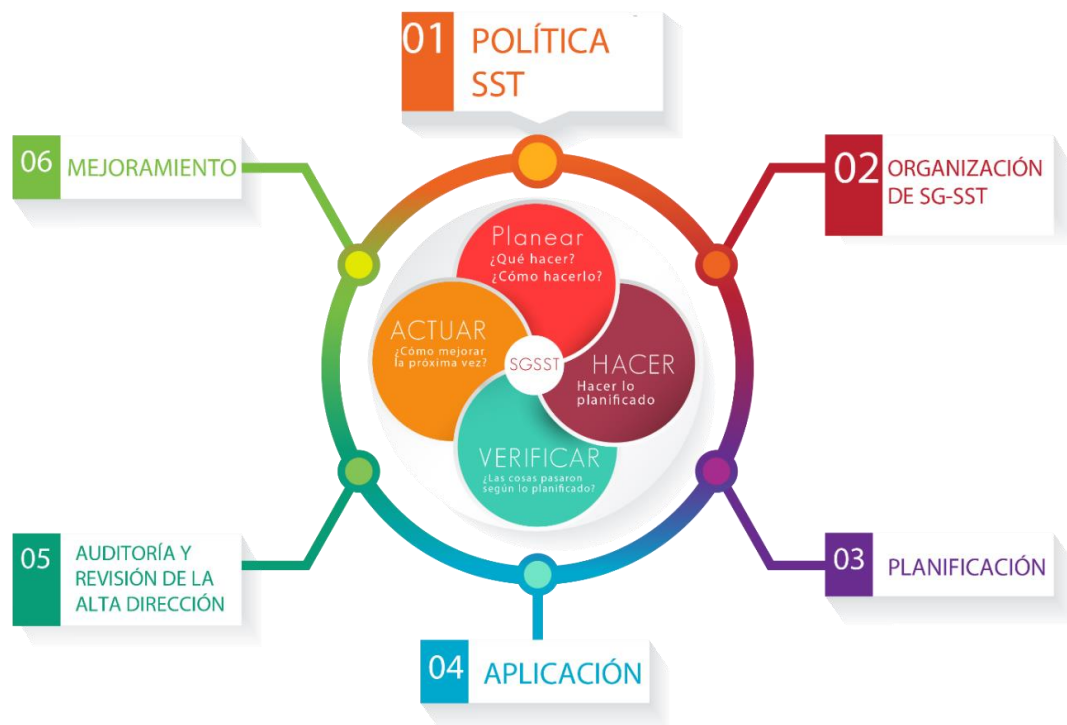 01
POLÍTICA
SST
02
ORGANIZACIÓN
DE SG-SST
03
PLANIFICACIÓN
04
APLICACIÓN
05
AUDITORÍA Y
REVISIÓN DE LA
ALTA DIRECCIÓN
06
MEJORAMIENTO
Planear
¿Qué hacer?
¿Cómo hacerlo?
HACER
Hacer lo
planificado
VERIFICAR
¿Las cosas pasaron
según lo planificado?
ACTUAR
¿Cómo mejorar
la próxima vez?
SGSST